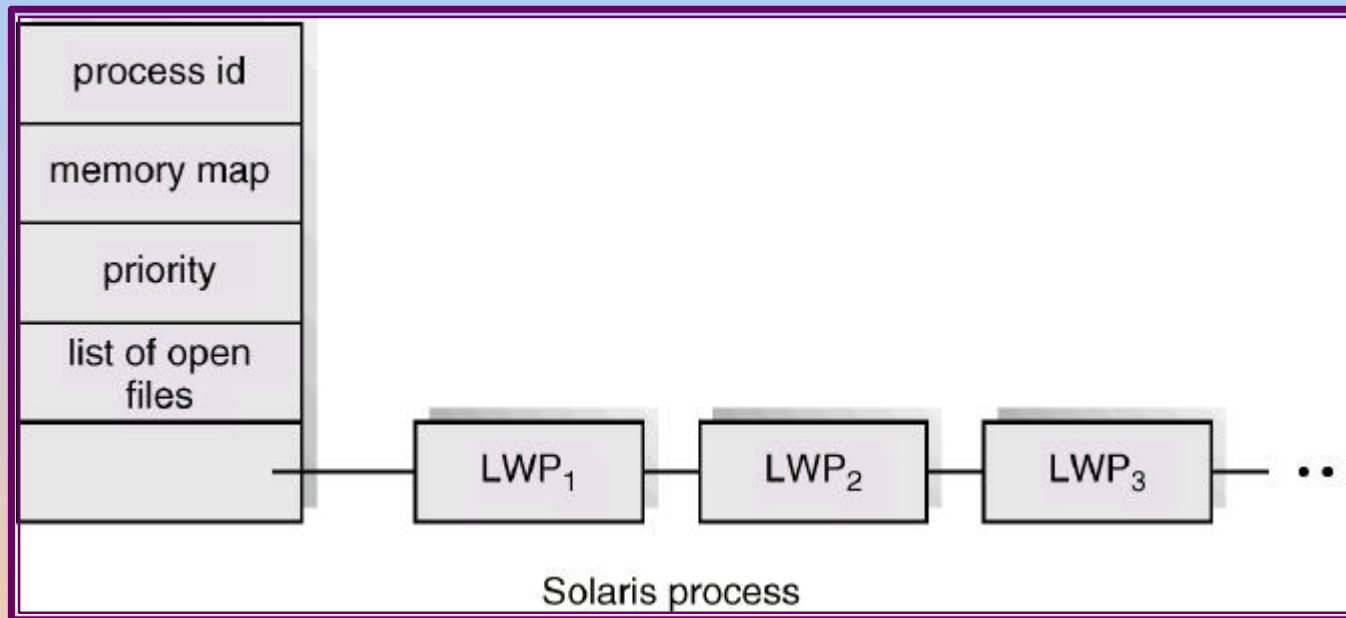 process id
memory map
priority
list of open
files
LWP₁
LWP₂
LWP₃
Solaris process